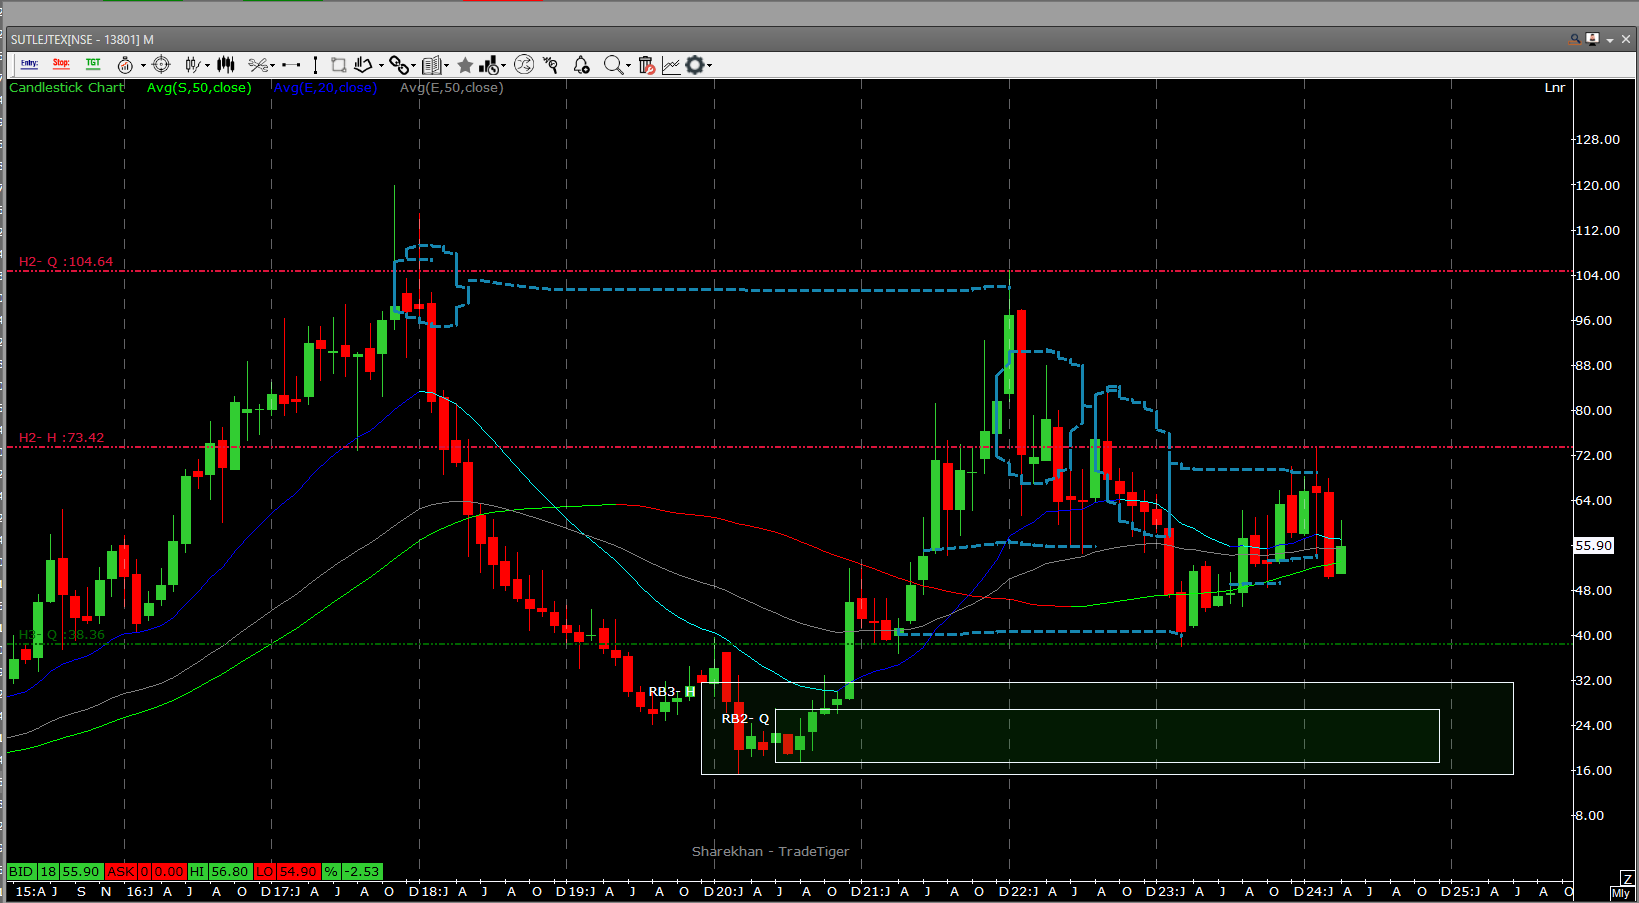 SUTLEJTEX[NSE - 13801] M
Entry: Stop: TGT
Candlestick Chart Avg(S,50,close) Avg(E,20,close) Avg(E,50,close) Lnr
128.00
120.00
112.00
H2- Q :104.64
104.00
96.00
88.00
80.00
H2- H :73.42
72.00
64.00
55.90
48.00
H3- Q :38.36
40.00
RB3- H
32.00
RB2- Q
24.00
16.00
8.00
Sharekhan - TradeTiger
BID 18 55.90 ASK 0 0.00 HI 56.80 LO 54.90 % -2.53
Z
15:A J S N 16:J A J A O D17:J A J A O D18:J A J A O D19:J A J A O D20:J A J A O D21:J A J A O D22:J A J A O D23:J A J A O D24:J A J A O D25:J A J A O
Mly